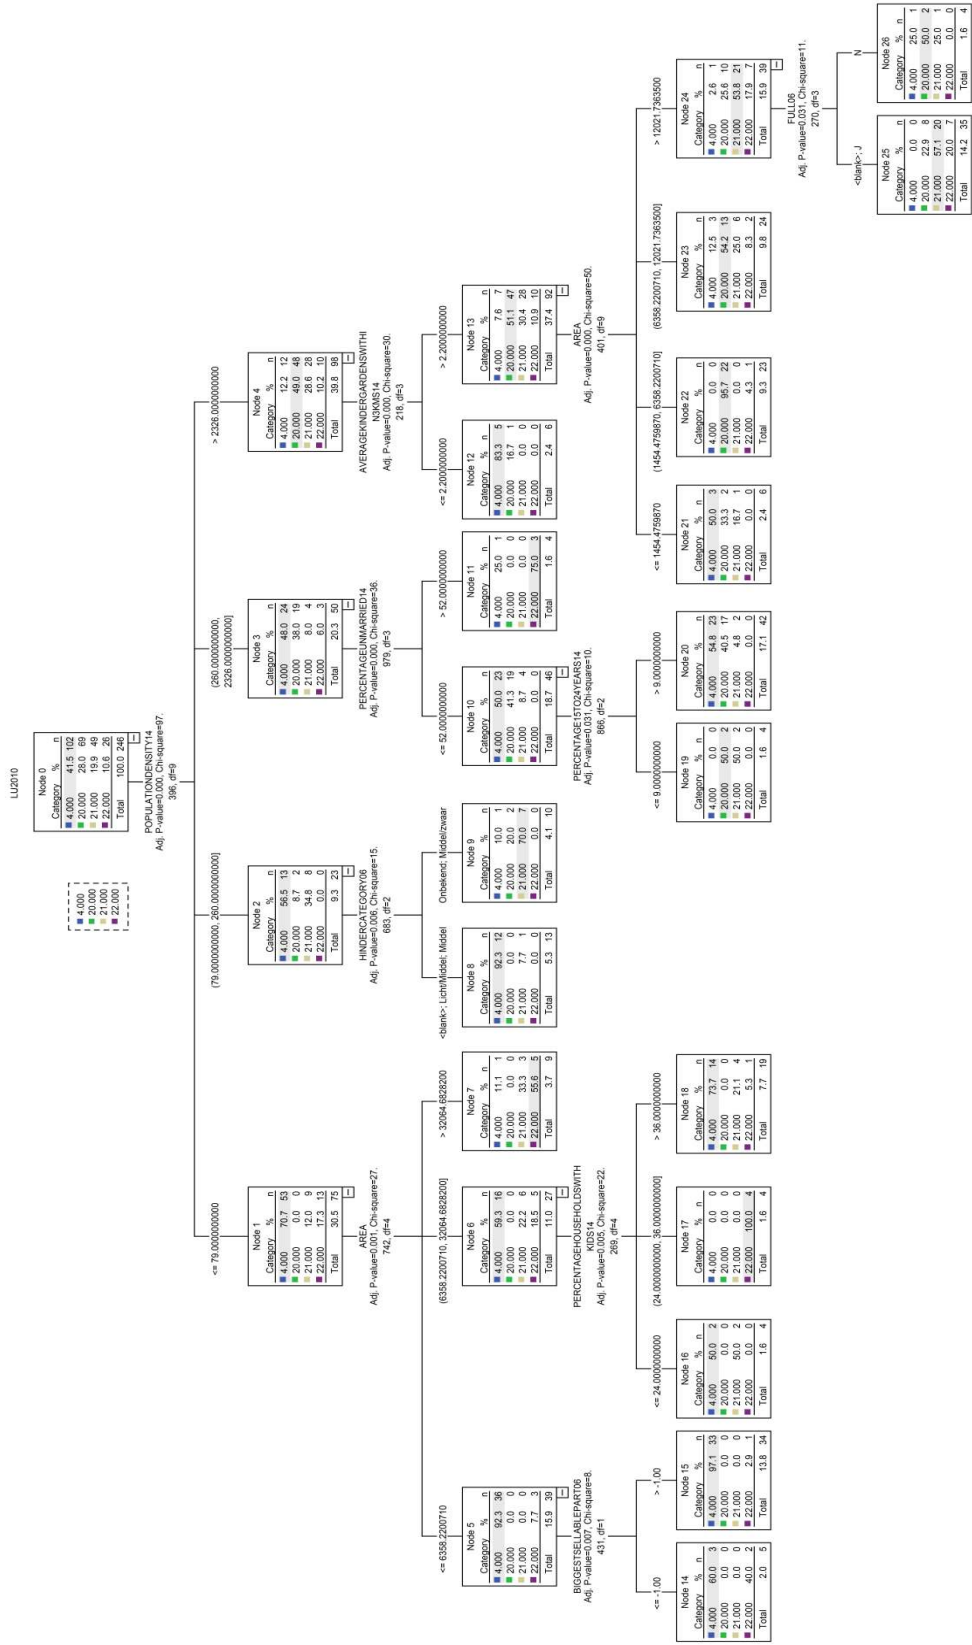 LU2010
4.000
20.000
21.000
22.000
Node 0
Category % n
4.000 41.5 102
20.000 28.0 69
21.000 19.9 49
22.000 10.6 26
Total 100.0 246
POPULATIONDENSITY14
Adj. P-value=0.000, Chi-square=97.
396, df=9
<= 79.0000000000
(79.0000000000, 260.0000000000]
(260.0000000000,
2326.0000000000]
> 2326.0000000000
Node 1
Category % n
4.000 70.7 53
20.000 0.0 0
21.000 12.0 9
22.000 17.3 13
Total 30.5 75
AREA
Adj. P-value=0.001, Chi-square=27.
742, df=4
Node 2
Category % n
4.000 56.5 13
20.000 8.7 2
21.000 34.8 8
22.000 0.0 0
Total 9.3 23
HINDERCATEGORY06
Adj. P-value=0.006, Chi-square=15.
683, df=2
Node 3
Category % n
4.000 48.0 24
20.000 38.0 19
21.000 8.0 4
22.000 6.0 3
Total 20.3 50
PERCENTAGEUNMARRIED14
Adj. P-value=0.000, Chi-square=36.
979, df=3
Node 4
Category % n
4.000 12.2 12
20.000 49.0 48
21.000 28.6 28
22.000 10.2 10
Total 39.8 98
AVERAGEKINDERGARDENSWITHI
N3KMS14
Adj. P-value=0.000, Chi-square=30.
218, df=3
<= 6358.2200710
(6358.2200710, 32064.6828200]
> 32064.6828200
<blank>; Licht/Middel; Middel
Onbekend; Middel/zwaar
<= 52.0000000000
> 52.0000000000
<= 2.2000000000
> 2.2000000000
Node 5
Category % n
4.000 92.3 36
20.000 0.0 0
21.000 0.0 0
22.000 7.7 3
Total 15.9 39
BIGGESTSELLABLEPART06
Adj. P-value=0.007, Chi-square=8.
431, df=1
Node 6
Category % n
4.000 59.3 16
20.000 0.0 0
21.000 22.2 6
22.000 18.5 5
Total 11.0 27
PERCENTAGEHOUSEHOLDSWITH
KIDS14
Adj. P-value=0.005, Chi-square=22.
269, df=4
Node 7
Category % n
4.000 11.1 1
20.000 0.0 0
21.000 33.3 3
22.000 55.6 5
Total 3.7 9
Node 8
Category % n
4.000 92.3 12
20.000 0.0 0
21.000 7.7 1
22.000 0.0 0
Total 5.3 13
Node 9
Category % n
4.000 10.0 1
20.000 20.0 2
21.000 70.0 7
22.000 0.0 0
Total 4.1 10
Node 10
Category % n
4.000 50.0 23
20.000 41.3 19
21.000 8.7 4
22.000 0.0 0
Total 18.7 46
PERCENTAGE15TO24YEARS14
Adj. P-value=0.031, Chi-square=10.
866, df=2
Node 11
Category % n
4.000 25.0 1
20.000 0.0 0
21.000 0.0 0
22.000 75.0 3
Total 1.6 4
Node 12
Category % n
4.000 83.3 5
20.000 16.7 1
21.000 0.0 0
22.000 0.0 0
Total 2.4 6
Node 13
Category % n
4.000 7.6 7
20.000 51.1 47
21.000 30.4 28
22.000 10.9 10
Total 37.4 92
AREA
Adj. P-value=0.000, Chi-square=50.
401, df=9
<= -1.00
> -1.00
<= 24.0000000000
(24.0000000000, 36.0000000000]
> 36.0000000000
<= 9.0000000000
> 9.0000000000
<= 1454.4759870
(1454.4759870, 6358.2200710]
(6358.2200710, 12021.7363500]
> 12021.7363500
Node 14
Category % n
4.000 60.0 3
20.000 0.0 0
21.000 0.0 0
22.000 40.0 2
Total 2.0 5
Node 15
Category % n
4.000 97.1 33
20.000 0.0 0
21.000 0.0 0
22.000 2.9 1
Total 13.8 34
Node 16
Category % n
4.000 50.0 2
20.000 0.0 0
21.000 50.0 2
22.000 0.0 0
Total 1.6 4
Node 17
Category % n
4.000 0.0 0
20.000 0.0 0
21.000 0.0 0
22.000 100.0 4
Total 1.6 4
Node 18
Category % n
4.000 73.7 14
20.000 0.0 0
21.000 21.1 4
22.000 5.3 1
Total 7.7 19
Node 19
Category % n
4.000 0.0 0
20.000 50.0 2
21.000 50.0 2
22.000 0.0 0
Total 1.6 4
Node 20
Category % n
4.000 54.8 23
20.000 40.5 17
21.000 4.8 2
22.000 0.0 0
Total 17.1 42
Node 21
Category % n
4.000 50.0 3
20.000 33.3 2
21.000 16.7 1
22.000 0.0 0
Total 2.4 6
Node 22
Category % n
4.000 0.0 0
20.000 95.7 22
21.000 0.0 0
22.000 4.3 1
Total 9.3 23
Node 23
Category % n
4.000 12.5 3
20.000 54.2 13
21.000 25.0 6
22.000 8.3 2
Total 9.8 24
Node 24
Category % n
4.000 2.6 1
20.000 25.6 10
21.000 53.8 21
22.000 17.9 7
Total 15.9 39
FULL06
Adj. P-value=0.031, Chi-square=11.
270, df=3
<blank>; J
N
Node 25
Category % n
4.000 0.0 0
20.000 22.9 8
21.000 57.1 20
22.000 20.0 7
Total 14.2 35
Node 26
Category % n
4.000 25.0 1
20.000 50.0 2
21.000 25.0 1
22.000 0.0 0
Total 1.6 4